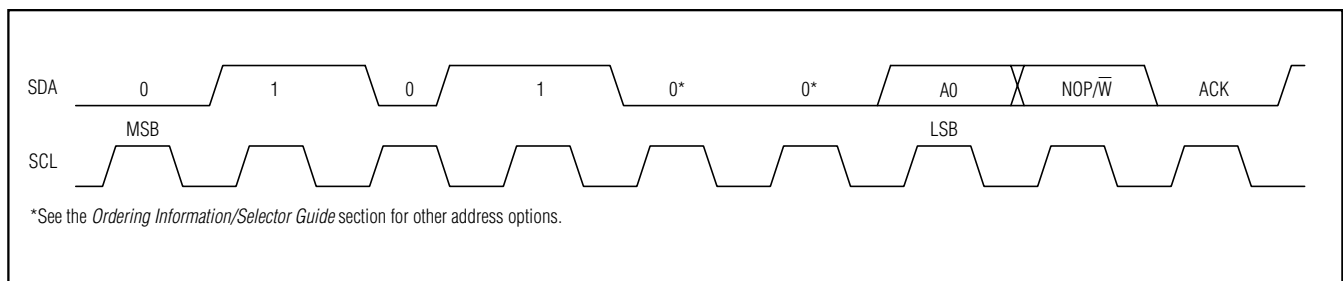 SDA 0 1 0 1 0* 0* A0 NOP/W̅ ACK
MSB LSB
SCL
*See the Ordering Information/Selector Guide section for other address options.